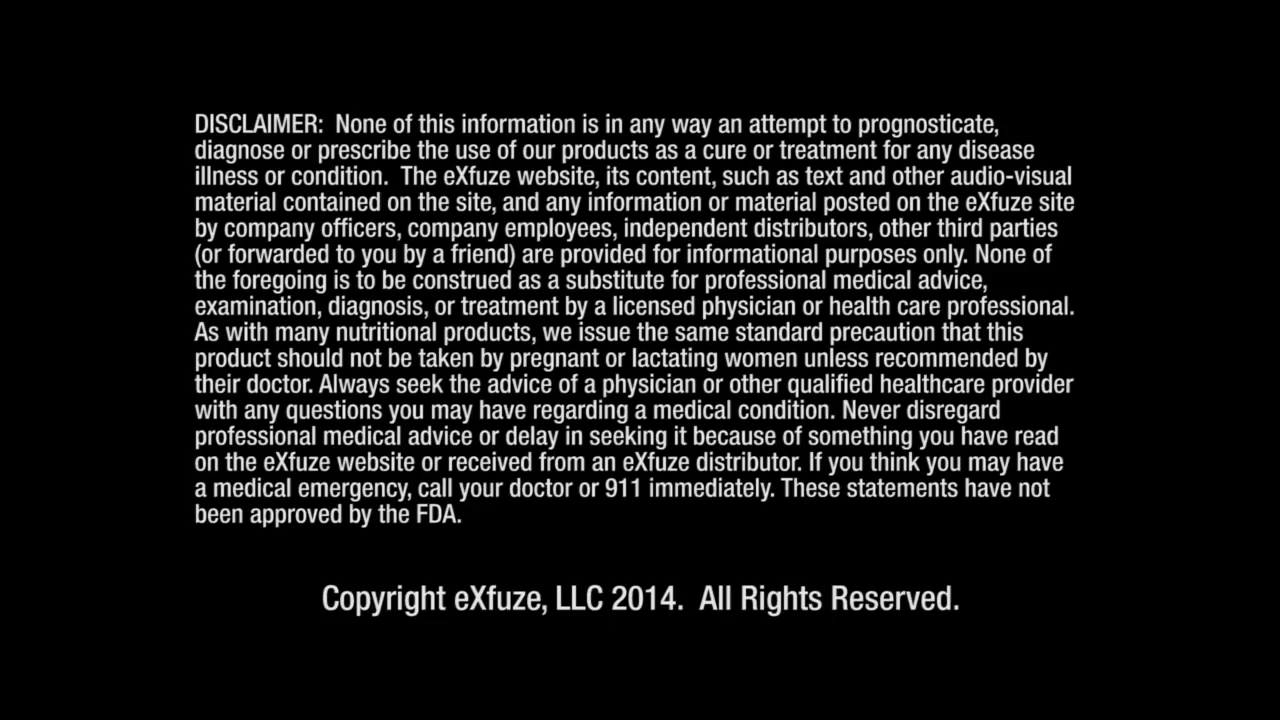 DISCLAIMER:  None of this information is in any way an attempt to prognosticate,
diagnose or prescribe the use of our products as a cure or treatment for any disease
illness or condition.  The eXfuze website, its content, such as text and other audio-visual
material contained on the site, and any information or material posted on the eXfuze site
by company officers, company employees, independent distributors, other third parties
(or forwarded to you by a friend) are provided for informational purposes only. None of
the foregoing is to be construed as a substitute for professional medical advice,
examination, diagnosis, or treatment by a licensed physician or health care professional.
As with many nutritional products, we issue the same standard precaution that this
product should not be taken by pregnant or lactating women unless recommended by
their doctor. Always seek the advice of a physician or other qualified healthcare provider
with any questions you may have regarding a medical condition. Never disregard
professional medical advice or delay in seeking it because of something you have read
on the eXfuze website or received from an eXfuze distributor. If you think you may have
a medical emergency, call your doctor or 911 immediately. These statements have not
been approved by the FDA.
Copyright eXfuze, LLC 2014.  All Rights Reserved.